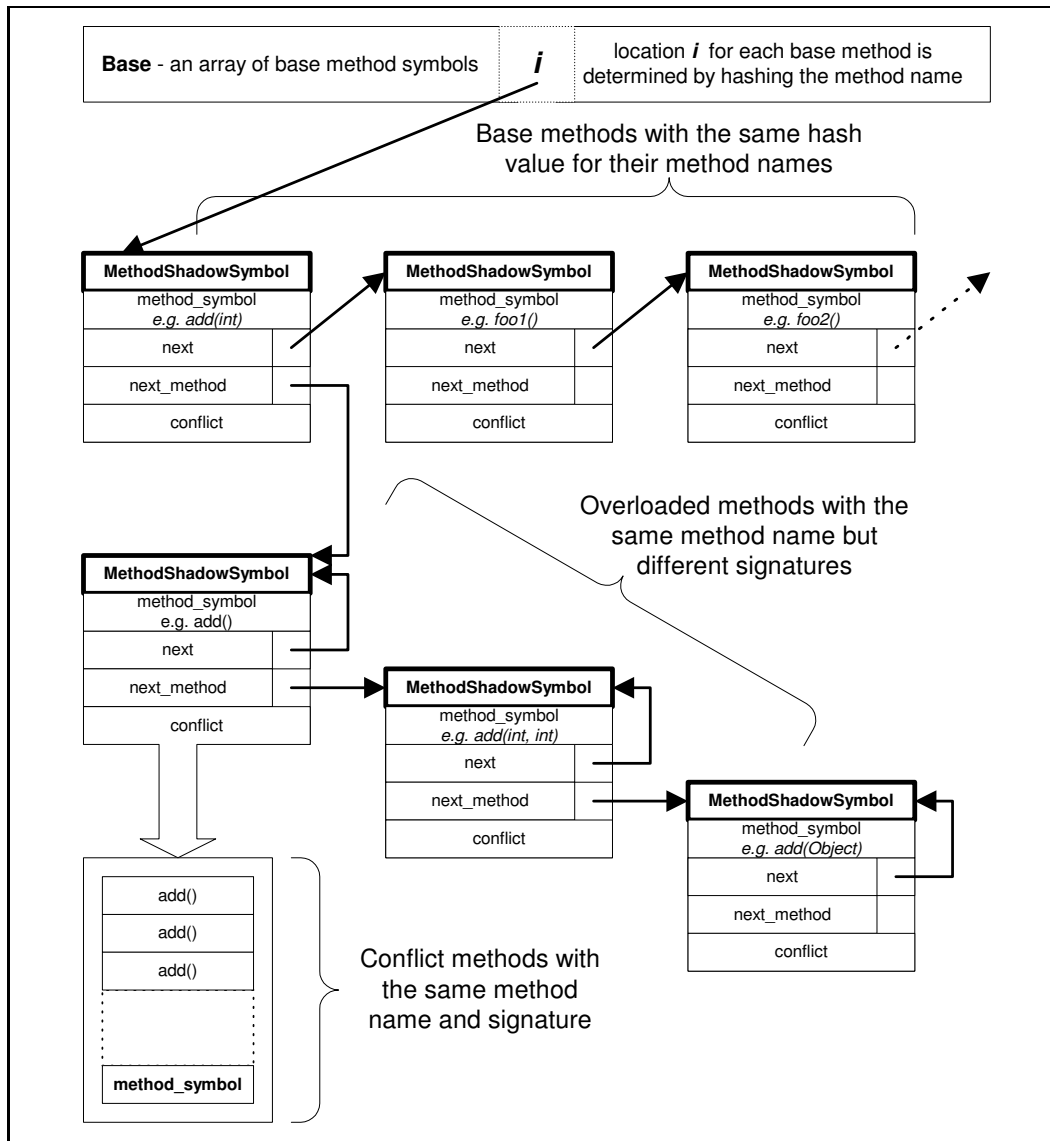 Base - an array of base method symbols
i
location i for each base method is
determined by hashing the method name
Base methods with the same hash
value for their method names
MethodShadowSymbol
method_symbol
e.g. add(int)
next
next_method
conflict
MethodShadowSymbol
method_symbol
e.g. foo1()
next
next_method
conflict
MethodShadowSymbol
method_symbol
e.g. foo2()
next
next_method
conflict
Overloaded methods with the
same method name but
different signatures
MethodShadowSymbol
method_symbol
e.g. add()
next
next_method
conflict
MethodShadowSymbol
method_symbol
e.g. add(int, int)
next
next_method
conflict
MethodShadowSymbol
method_symbol
e.g. add(Object)
next
next_method
conflict
add()
add()
add()
method_symbol
Conflict methods with
the same method
name and signature